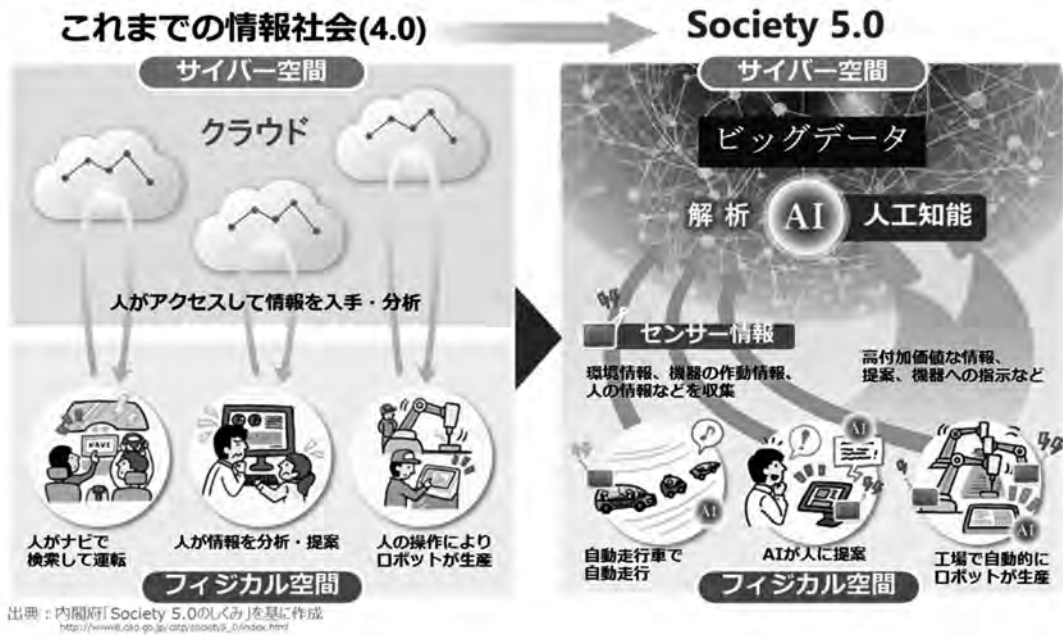 これまでの情報社会(4.0)
Society 5.0
サイバー空間
クラウド
人がアクセスして情報を入手・分析
人がナビで
検索して運転
人が情報を分析・提案
人の操作により
ロボットが生産
フィジカル空間
サイバー空間
ビッグデータ
解析 AI 人工知能
センサー情報
環境情報、機器の作動情報、
人の情報などを収集
高付加価値な情報、
提案、機器への指示など
AI
AI
AI
自動走行車で
自動走行
AIが人に提案
工場で自動的に
ロボットが生産
フィジカル空間
出典：内閣府「Society 5.0のしくみ」を基に作成